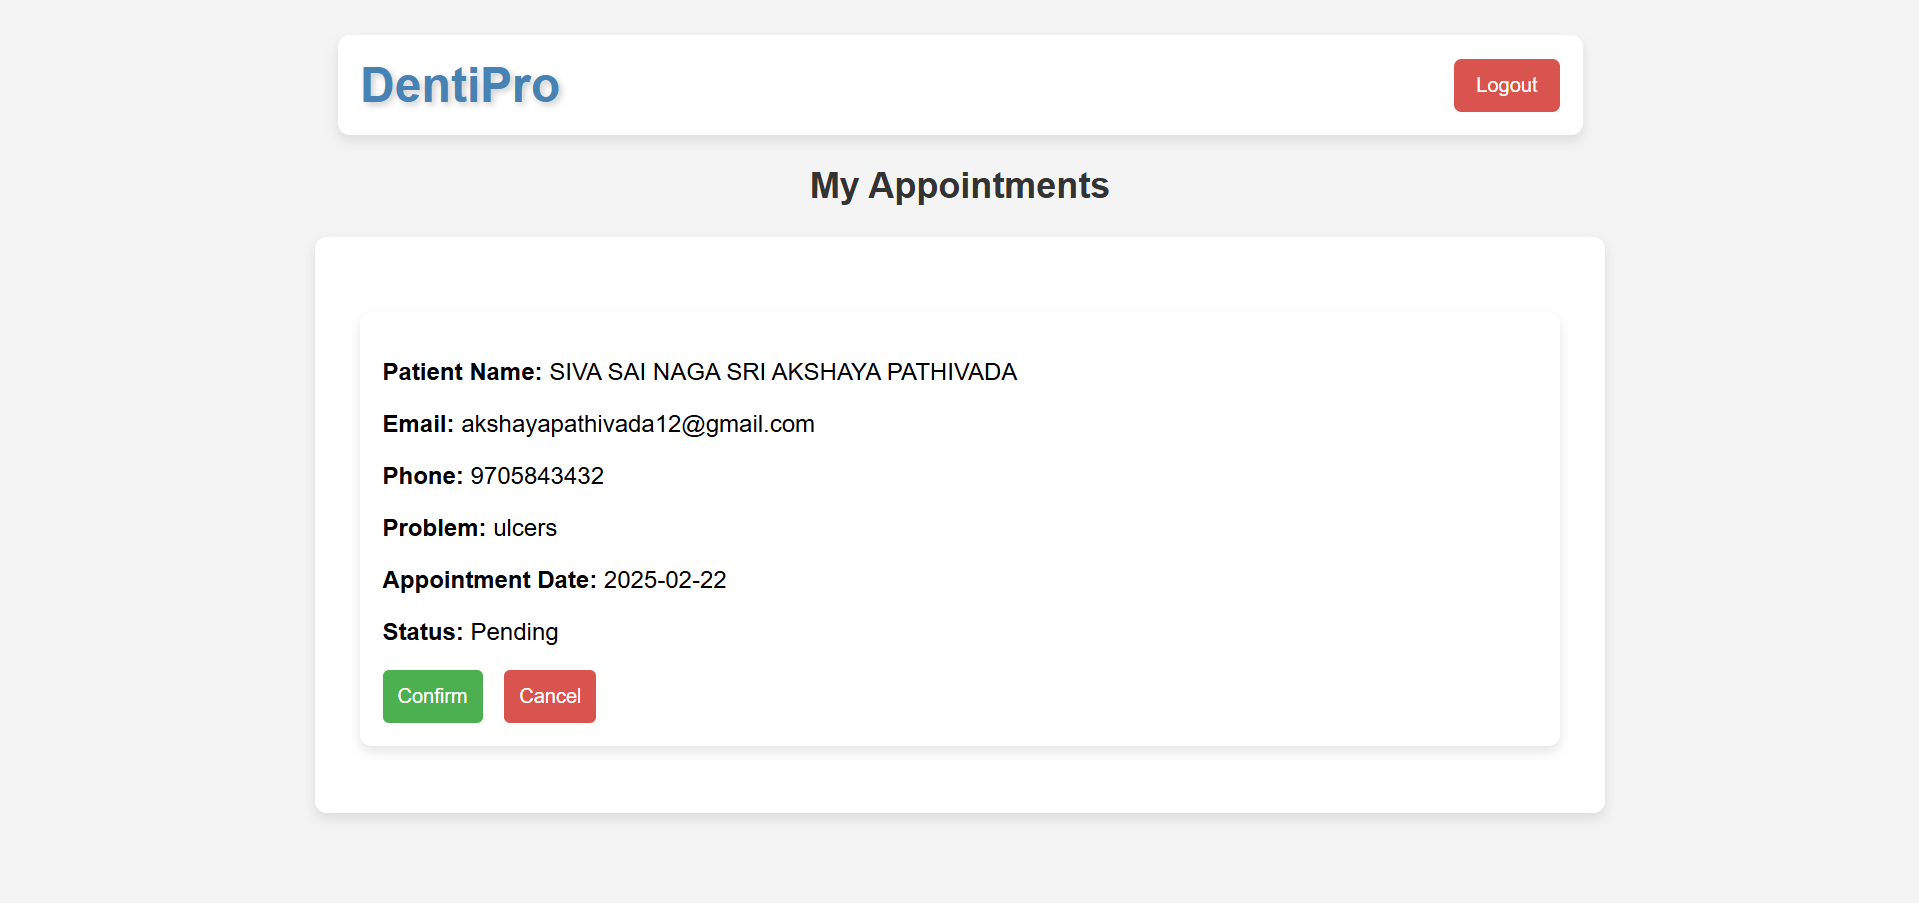 DentiPro
Logout
My Appointments
Patient Name: SIVA SAI NAGA SRI AKSHAYA PATHIVADA
Email: akshayapathivada12@gmail.com
Phone: 9705843432
Problem: ulcers
Appointment Date: 2025-02-22
Status: Pending
Confirm Cancel